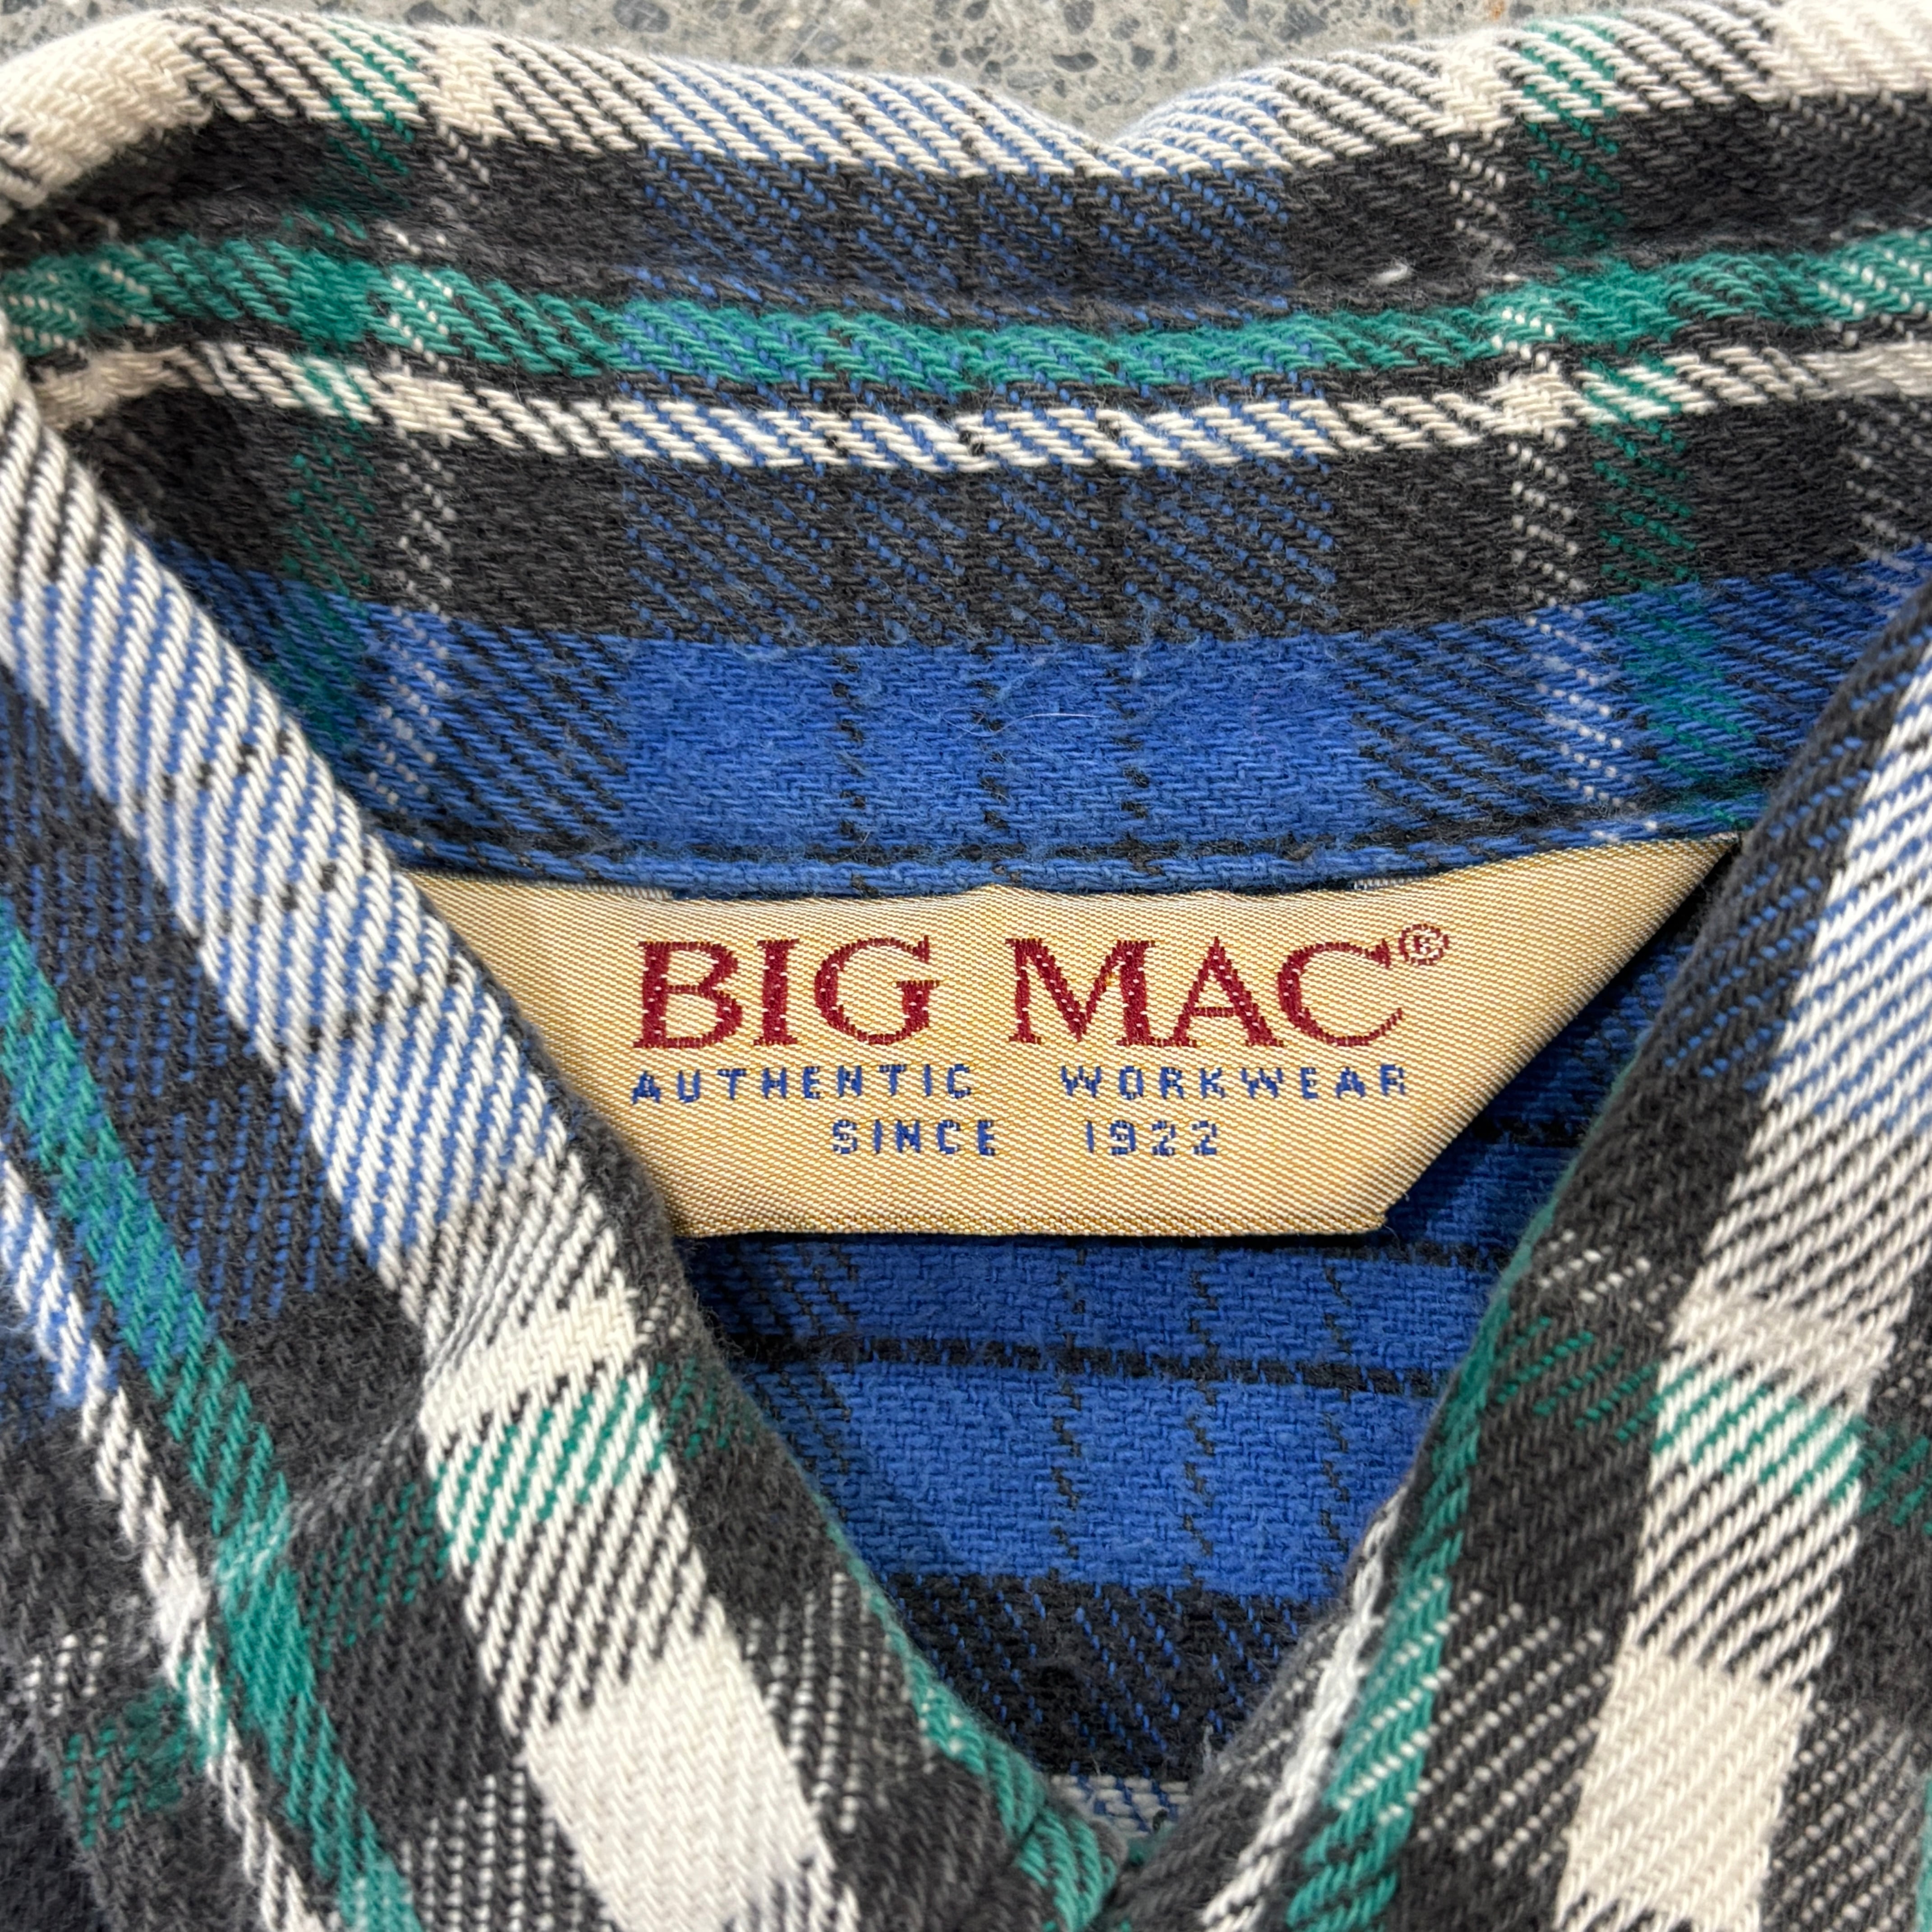 BIG MAC®
AUTHENTIC WORKWEAR
SINCE 1922